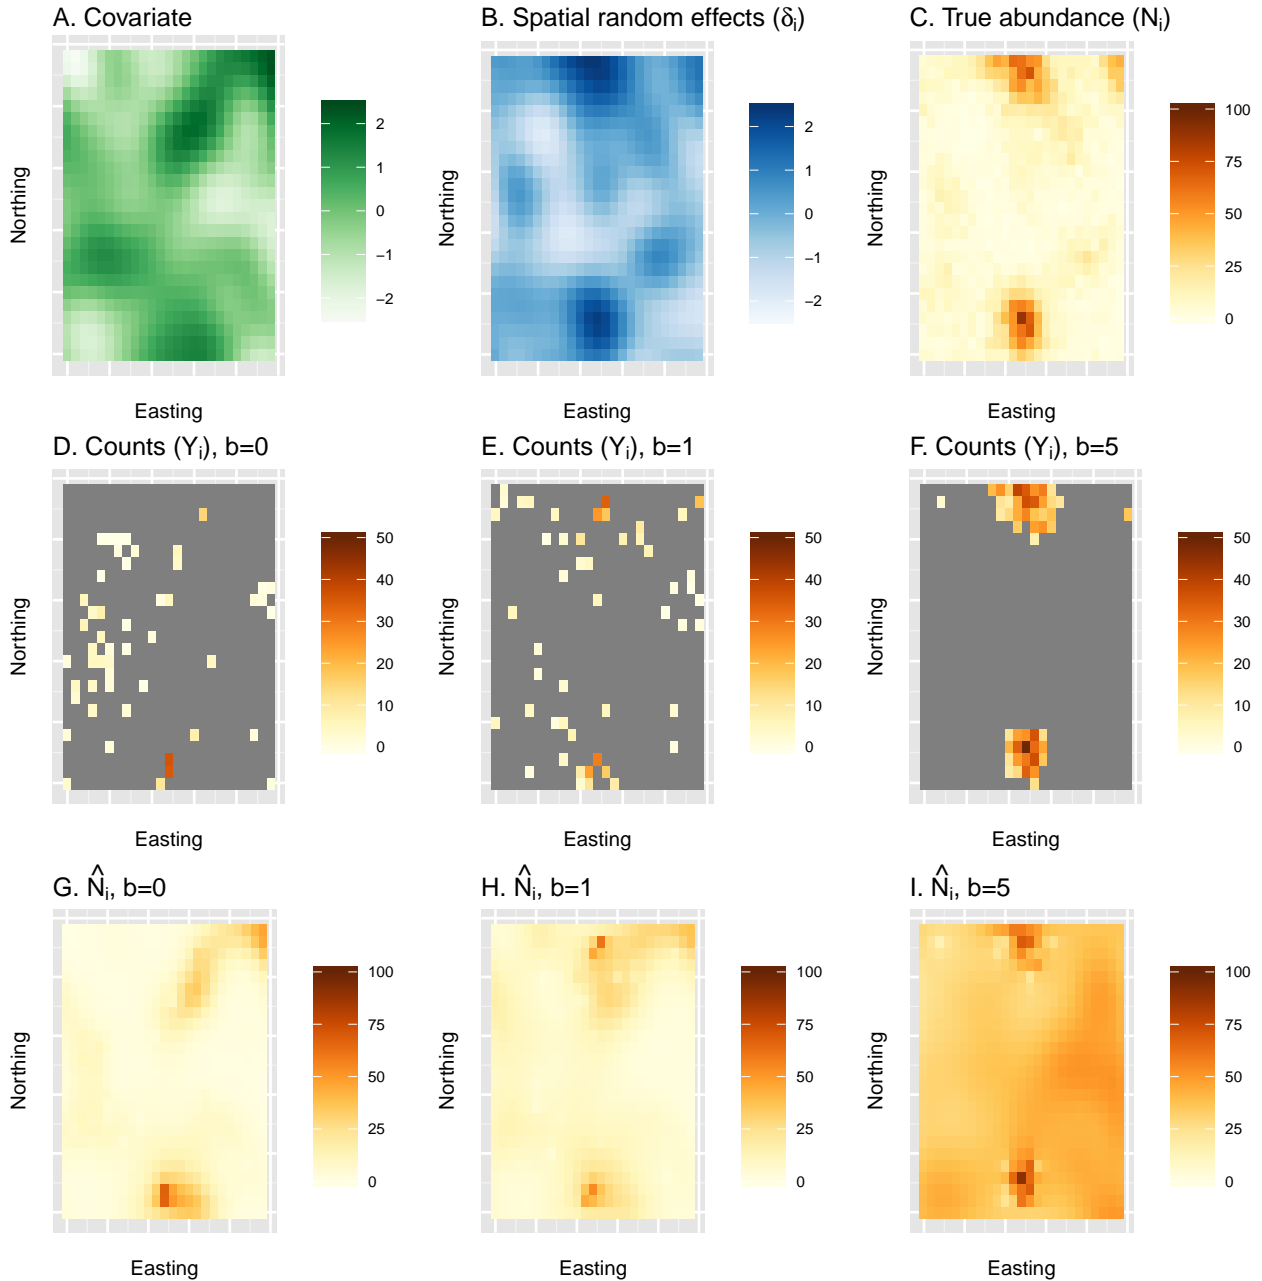 A. Covariate
B. Spatial random effects (δi)
C. True abundance (Ni)
Northing
2
1
0
−1
−2
Easting
Northing
2
1
0
−1
−2
Easting
Northing
100
75
50
25
0
Easting
D. Counts (Yi), b=0
E. Counts (Yi), b=1
F. Counts (Yi), b=5
Northing
50
40
30
20
10
0
Easting
Northing
50
40
30
20
10
0
Easting
Northing
50
40
30
20
10
0
Easting
G. N̂i, b=0
H. N̂i, b=1
I. N̂i, b=5
Northing
100
75
50
25
0
Easting
Northing
100
75
50
25
0
Easting
Northing
100
75
50
25
0
Easting